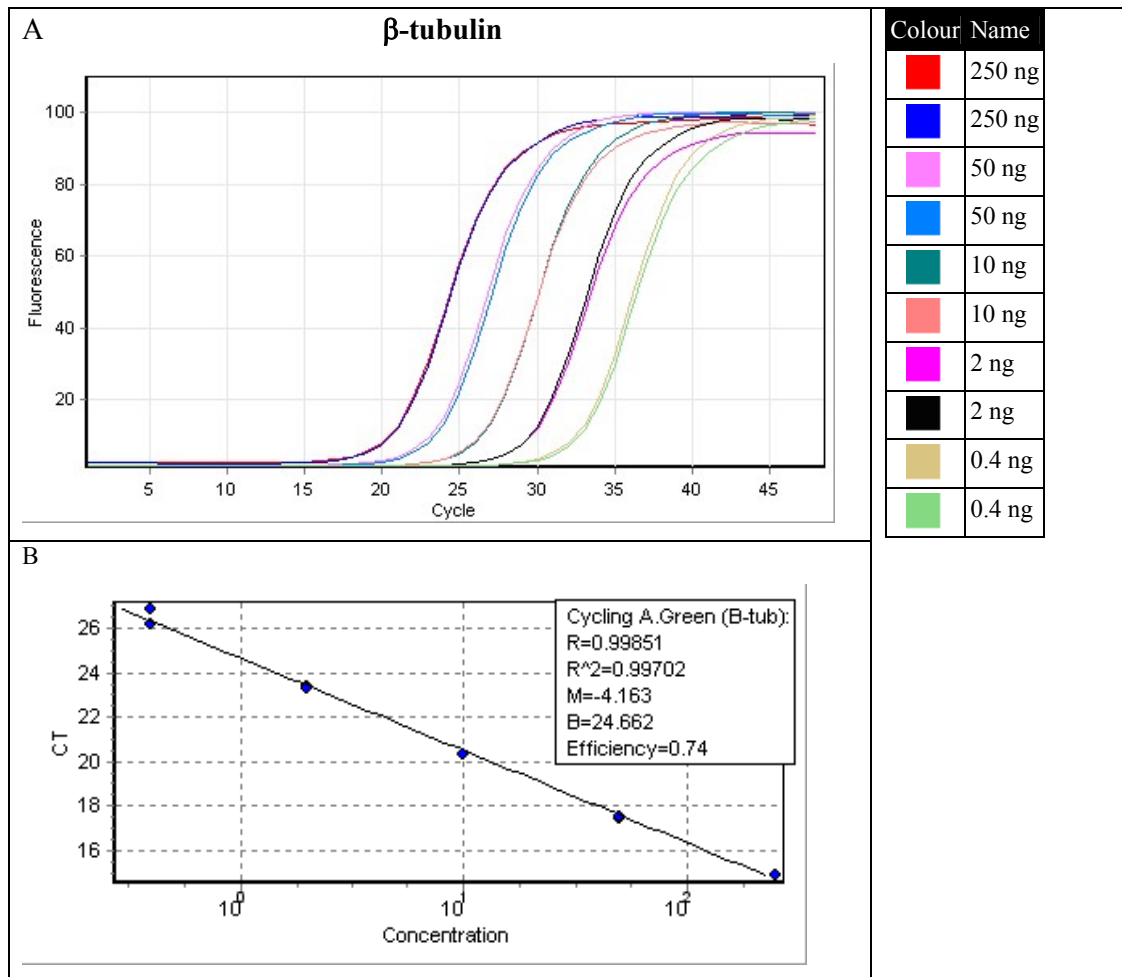 A
β-tubulin
100
80
60
40
20
Fluorescence
5 10 15 20 25 30 35 40 45
Cycle
Colour Name
250 ng
250 ng
50 ng
50 ng
10 ng
10 ng
2 ng
2 ng
0.4 ng
0.4 ng
B
26
24
22
20
18
16
CT
Cycling A.Green (B-tub):
R=0.99851
R^2=0.99702
M=-4.163
B=24.662
Efficiency=0.74
10^0 10^1 10^2
Concentration